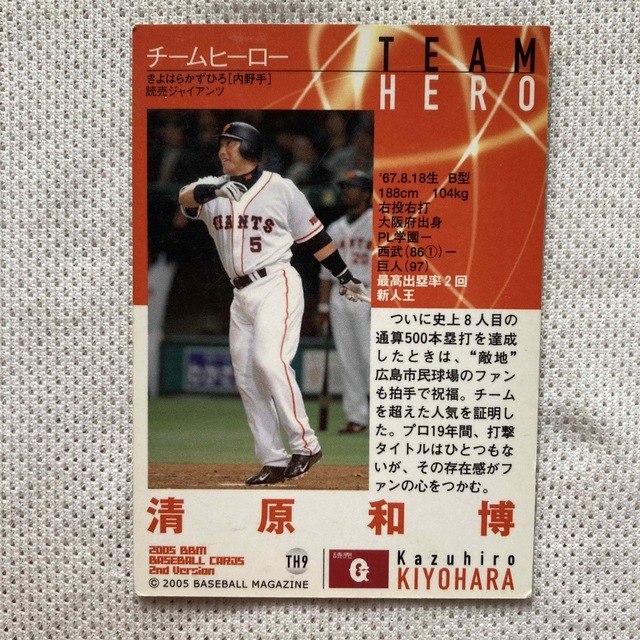 チームヒーロー
TEAM
HERO
きよはらかずひろ[内野手]
読売ジャイアンツ
'67.8.18生 B型
188cm 104kg
右投右打
大阪府出身
PL学園ー
西武(86①)ー
巨人(97)
最高出塁率2回
新人王
GIANTS
5
20
ついに史上8人目の
通算500本塁打を達成
したときは、“敵地”
広島市民球場のファン
も拍手で祝福。チーム
を超えた人気を証明し
た。プロ19年間、打撃
タイトルはひとつもな
いが、その存在感がフ
ァンの心をつかむ。
清原和博
2005 BBM
BASEBALL CARDS
2nd Version
TH9
読売
G
Kazuhiro
KIYOHARA
© 2005 BASEBALL MAGAZINE